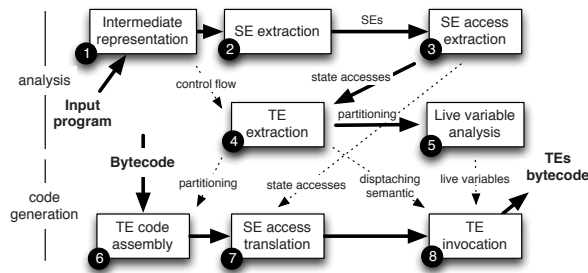 Intermediate
representation
1
SE extraction
2
SEs
SE access
extraction
3
analysis
Input
program
control flow
state accesses
TE
extraction
4
partitioning
Live variable
analysis
5
Bytecode
TEs
bytecode
code
generation
partitioning
state accesses
disptaching
semantic
live variables
TE code
assembly
6
SE access
translation
7
TE
invocation
8